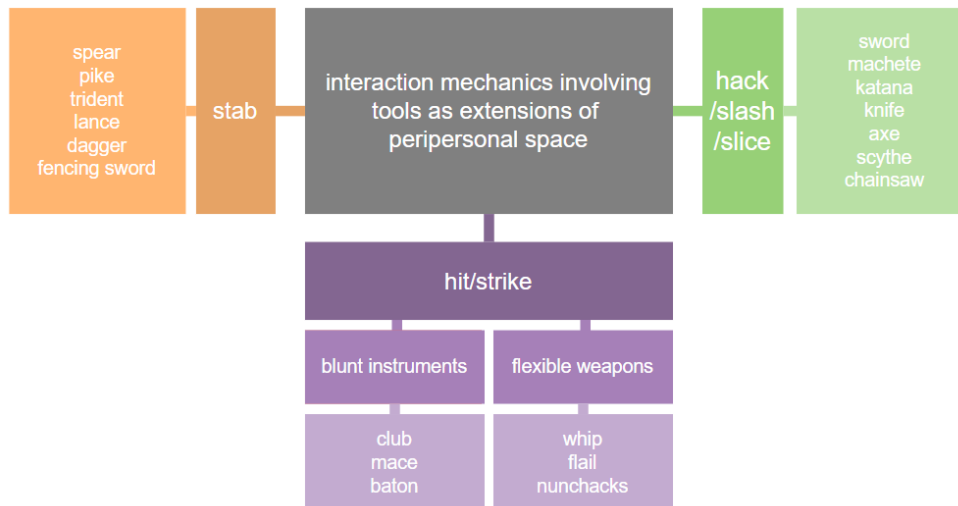 spear
pike
trident
lance
dagger
fencing sword
stab
interaction mechanics involving
tools as extensions of
peripersonal space
hack
/slash
/slice
sword
machete
katana
knife
axe
scythe
chainsaw
hit/strike
blunt instruments
flexible weapons
club
mace
baton
whip
flail
nunchacks